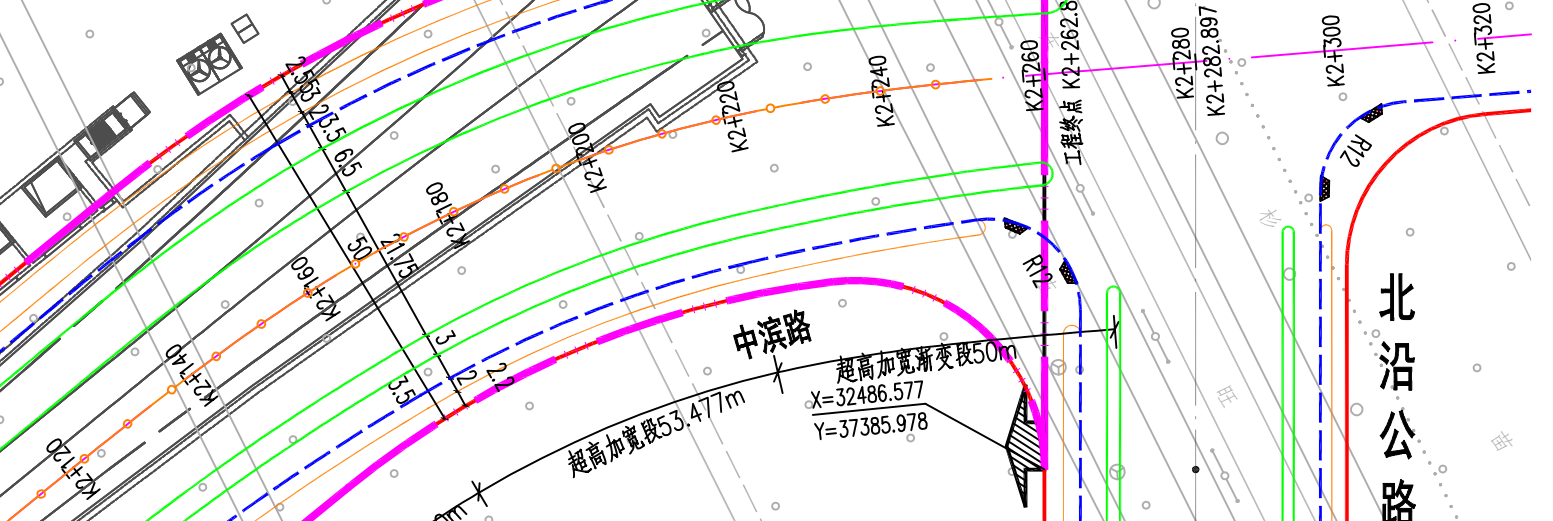 K2+120
K2+140
K2+160
K2+180
K2+200
K2+220
K2+240
K2+260
工程终点 K2+262.8
K2+280
K2+282.897
K2+300
K2+320
23.5
6.5
50
21.75
3
2
2.2
3.5
R12
R12
中滨路
超高加宽渐变段50m
超高加宽段53.477m
0m
X=32486.577
Y=37385.978
北沿公路
杉
旺
苗